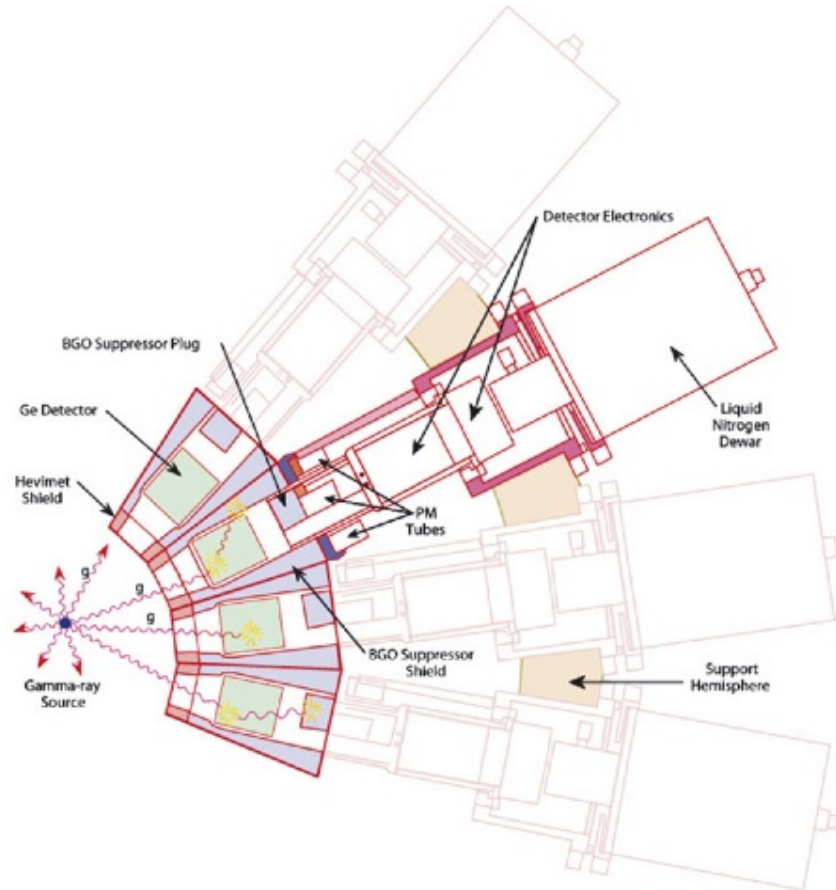 Detector Electronics
BGO Suppressor Plug
Ge Detector
Liquid
Nitrogen
Dewar
Hevimet
Shield
PM
Tubes
g
g
g
BGO Suppressor
Shield
Support
Hemisphere
Gamma-ray
Source